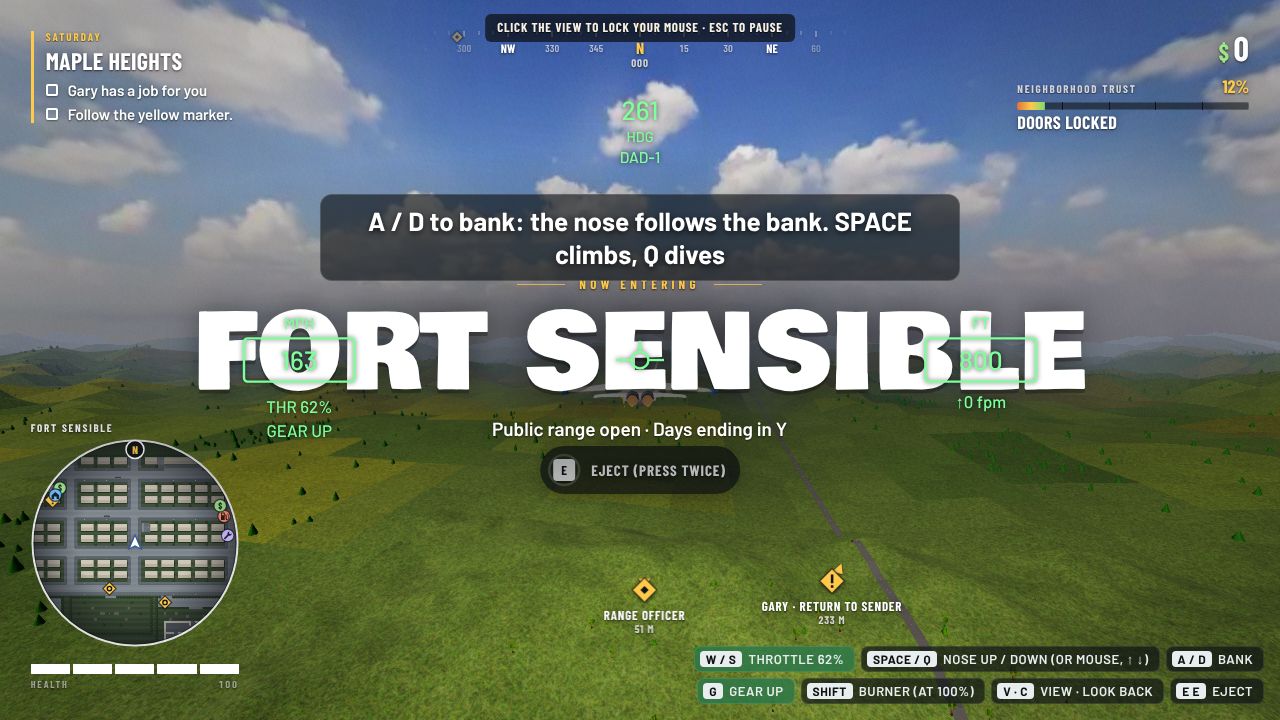 CLICK THE VIEW TO LOCK YOUR MOUSE · ESC TO PAUSE
300 NW 330 345 N 15 30 NE 60
000
SATURDAY
MAPLE HEIGHTS
Gary has a job for you
Follow the yellow marker.
$ 0
NEIGHBORHOOD TRUST 12%
DOORS LOCKED
261
HDG
DAD-1
A / D to bank: the nose follows the bank. SPACE
climbs, Q dives
NOW ENTERING
FORT SENSIBLE
MPH
163
THR 62%
GEAR UP
FT
800
↑0 fpm
Public range open · Days ending in Y
E EJECT (PRESS TWICE)
FORT SENSIBLE
N
$
$
HEALTH 100
RANGE OFFICER
51 M
GARY · RETURN TO SENDER
233 M
W / S THROTTLE 62% SPACE / Q NOSE UP / DOWN (OR MOUSE, ↑ ↓) A / D BANK
G GEAR UP SHIFT BURNER (AT 100%) V · C VIEW · LOOK BACK E E EJECT